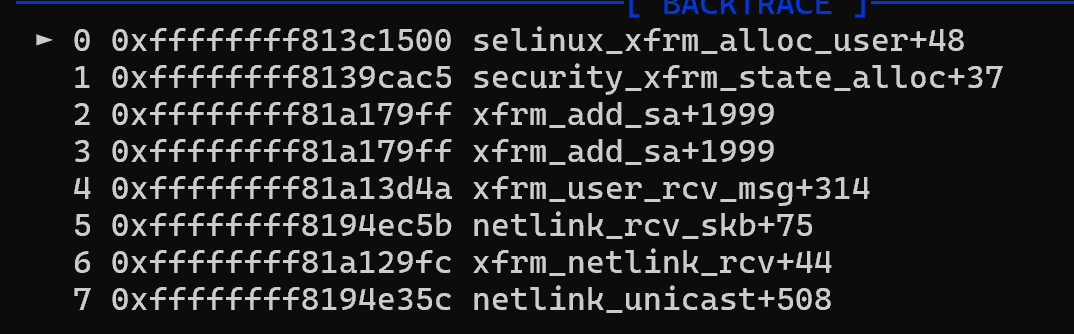 [ BACKTRACE ]
► 0 0xffffffff813c1500 selinux_xfrm_alloc_user+48
1 0xffffffff8139cac5 security_xfrm_state_alloc+37
2 0xffffffff81a179ff xfrm_add_sa+1999
3 0xffffffff81a179ff xfrm_add_sa+1999
4 0xffffffff81a13d4a xfrm_user_rcv_msg+314
5 0xffffffff8194ec5b netlink_rcv_skb+75
6 0xffffffff81a129fc xfrm_netlink_rcv+44
7 0xffffffff8194e35c netlink_unicast+508